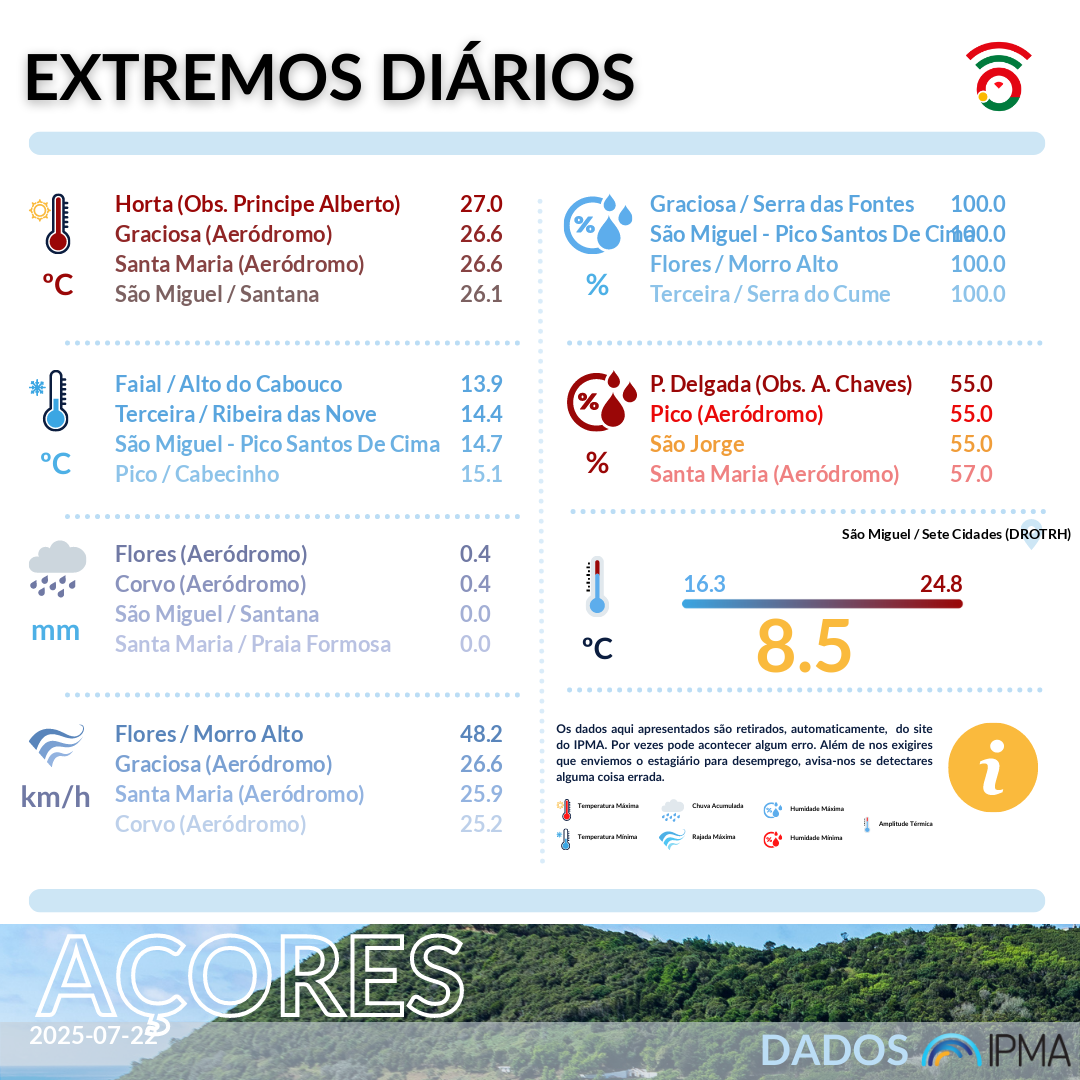 EXTREMOS DIÁRIOS
Horta (Obs. Principe Alberto) 27.0
Graciosa (Aeródromo) 26.6
Santa Maria (Aeródromo) 26.6
São Miguel / Santana 26.1
ºC
Faial / Alto do Cabouco 13.9
Terceira / Ribeira das Nove 14.4
São Miguel - Pico Santos De Cima 14.7
Pico / Cabecinho 15.1
ºC
Flores (Aeródromo) 0.4
Corvo (Aeródromo) 0.4
São Miguel / Santana 0.0
Santa Maria / Praia Formosa 0.0
mm
Flores / Morro Alto 48.2
Graciosa (Aeródromo) 26.6
Santa Maria (Aeródromo) 25.9
Corvo (Aeródromo) 25.2
km/h
%
Graciosa / Serra das Fontes 100.0
São Miguel - Pico Santos De Cima 100.0
Flores / Morro Alto 100.0
Terceira / Serra do Cume 100.0
%
%
P. Delgada (Obs. A. Chaves) 55.0
Pico (Aeródromo) 55.0
São Jorge 55.0
Santa Maria (Aeródromo) 57.0
%
São Miguel / Sete Cidades (DROTRH)
16.3 24.8
8.5
ºC
Os dados aqui apresentados são retirados, automaticamente, do site
do IPMA. Por vezes pode acontecer algum erro. Além de nos exigires
que enviemos o estagiário para desemprego, avisa-nos se detectares
alguma coisa errada.
i
Temperatura Máxima Chuva Acumulada Humidade Máxima
Amplitude Térmica
Temperatura Mínima Rajada Máxima Humidade Mínima
AÇORES
2025-07-22
DADOS IPMA